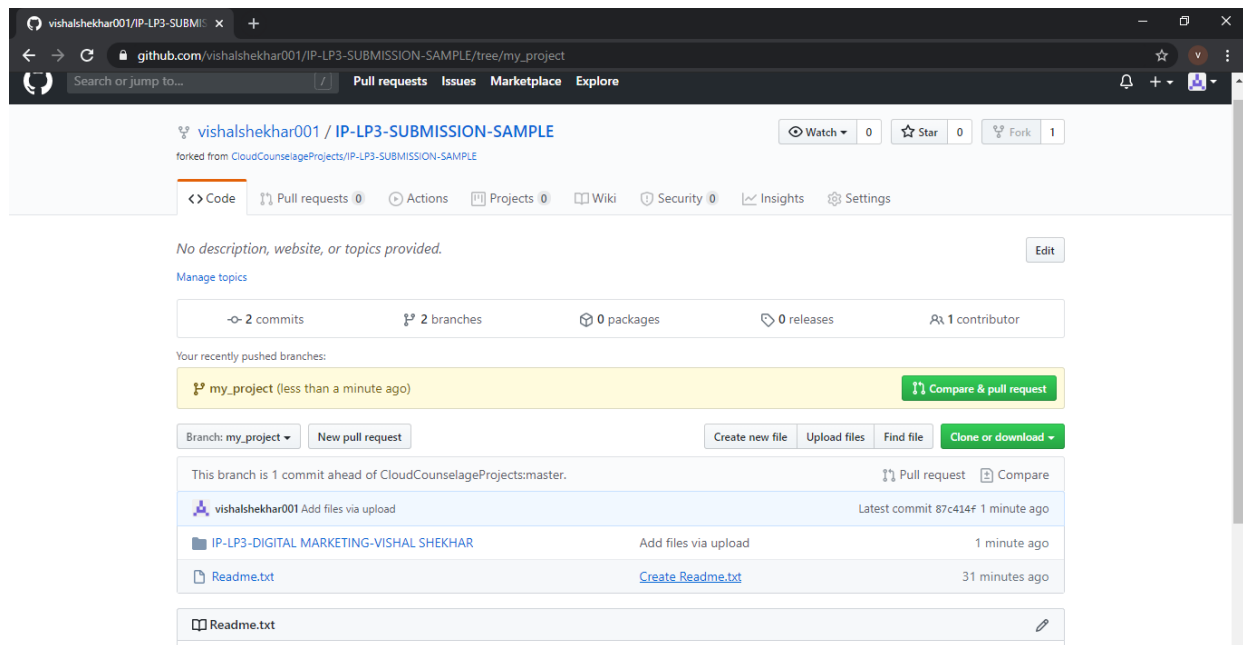 vishalshekhar001/IP-LP3-SUBMIS
github.com/vishalshekhar001/IP-LP3-SUBMISSION-SAMPLE/tree/my_project
V
Search or jump to... / Pull requests Issues Marketplace Explore
vishalshekhar001 / IP-LP3-SUBMISSION-SAMPLE
Watch 0 Star 0 Fork 1
forked from CloudCounselageProjects/IP-LP3-SUBMISSION-SAMPLE
<> Code Pull requests 0 Actions Projects 0 Wiki Security 0 Insights Settings
No description, website, or topics provided. Edit
Manage topics
2 commits 2 branches 0 packages 0 releases 1 contributor
Your recently pushed branches:
my_project (less than a minute ago) Compare & pull request
Branch: my_project New pull request Create new file Upload files Find file Clone or download
This branch is 1 commit ahead of CloudCounselageProjects:master. Pull request Compare
vishalshekhar001 Add files via upload Latest commit 87c414f 1 minute ago
IP-LP3-DIGITAL MARKETING-VISHAL SHEKHAR Add files via upload 1 minute ago
Readme.txt Create Readme.txt 31 minutes ago
Readme.txt